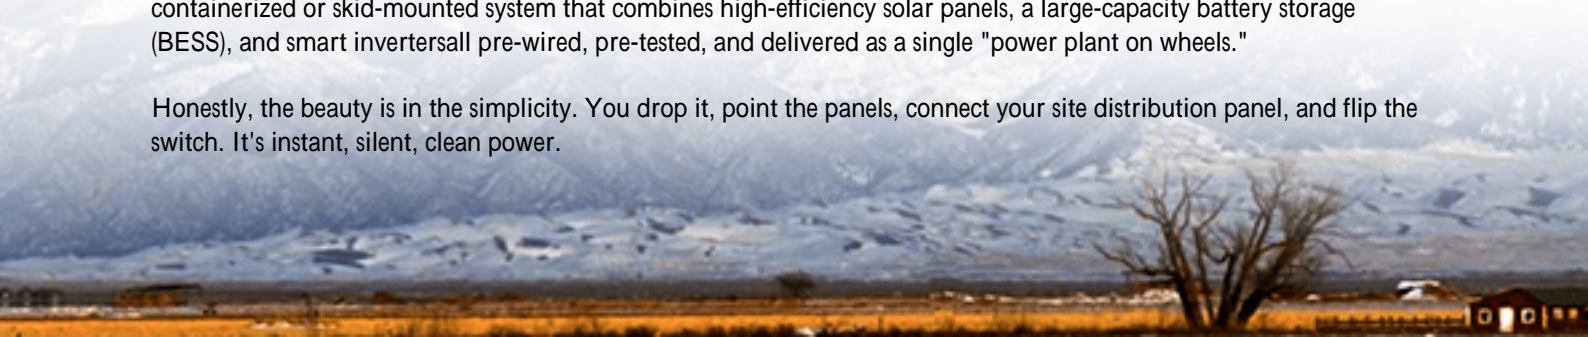 containerized or skid-mounted system that combines high-efficiency solar panels, a large-capacity battery storage
(BESS), and smart invertersall pre-wired, pre-tested, and delivered as a single "power plant on wheels."
Honestly, the beauty is in the simplicity. You drop it, point the panels, connect your site distribution panel, and flip the
switch. It's instant, silent, clean power.